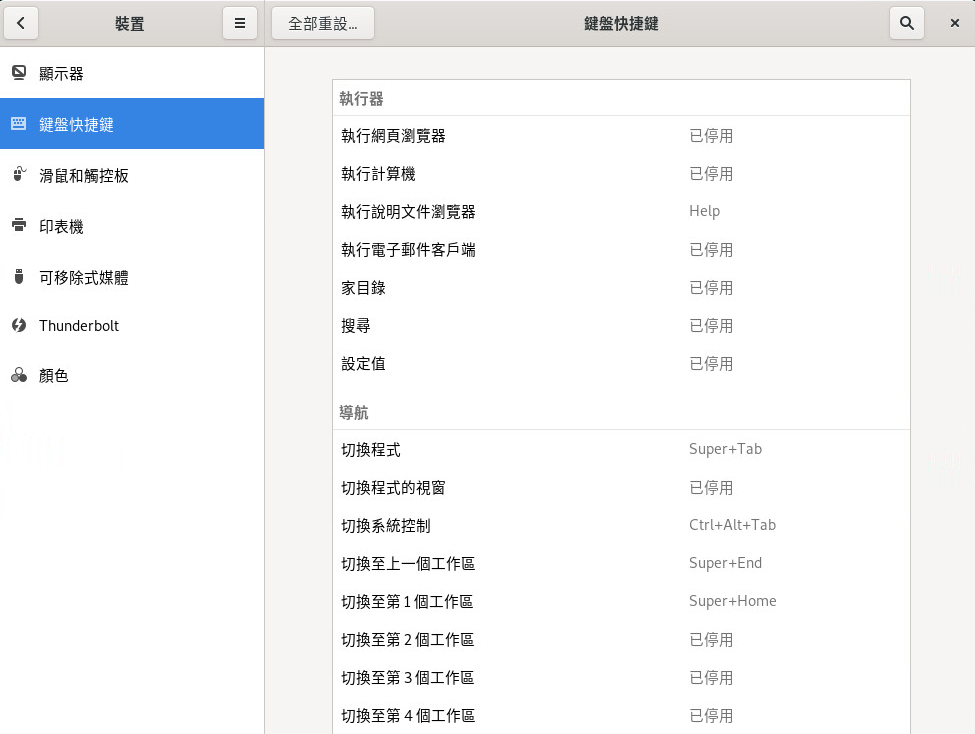 裝置
全部重設...
鍵盤快捷鍵
顯示器
鍵盤快捷鍵
滑鼠和觸控板
印表機
可移除式媒體
Thunderbolt
顏色
執行器
執行網頁瀏覽器 已停用
執行計算機 已停用
執行說明文件瀏覽器 Help
執行電子郵件客戶端 已停用
家目錄 已停用
搜尋 已停用
設定值 已停用
導航
切換程式 Super+Tab
切換程式的視窗 已停用
切換系統控制 Ctrl+Alt+Tab
切換至上一個工作區 Super+End
切換至第 1 個工作區 Super+Home
切換至第 2 個工作區 已停用
切換至第 3 個工作區 已停用
切換至第 4 個工作區 已停用